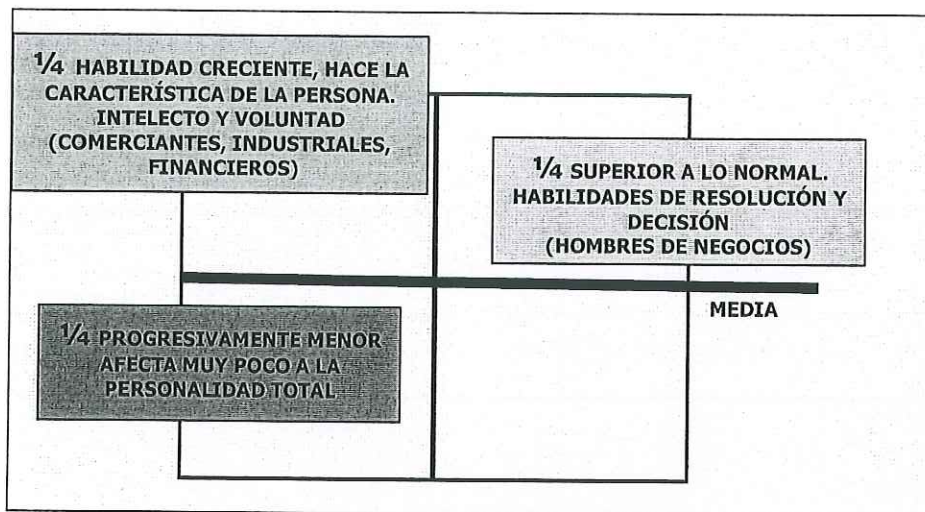 ¼ HABILIDAD CRECIENTE, HACE LA
CARACTERÍSTICA DE LA PERSONA.
INTELECTO Y VOLUNTAD
(COMERCIANTES, INDUSTRIALES,
FINANCIEROS)
¼ SUPERIOR A LO NORMAL.
HABILIDADES DE RESOLUCIÓN Y
DECISIÓN
(HOMBRES DE NEGOCIOS)
MEDIA
¼ PROGRESIVAMENTE MENOR
AFECTA MUY POCO A LA
PERSONALIDAD TOTAL